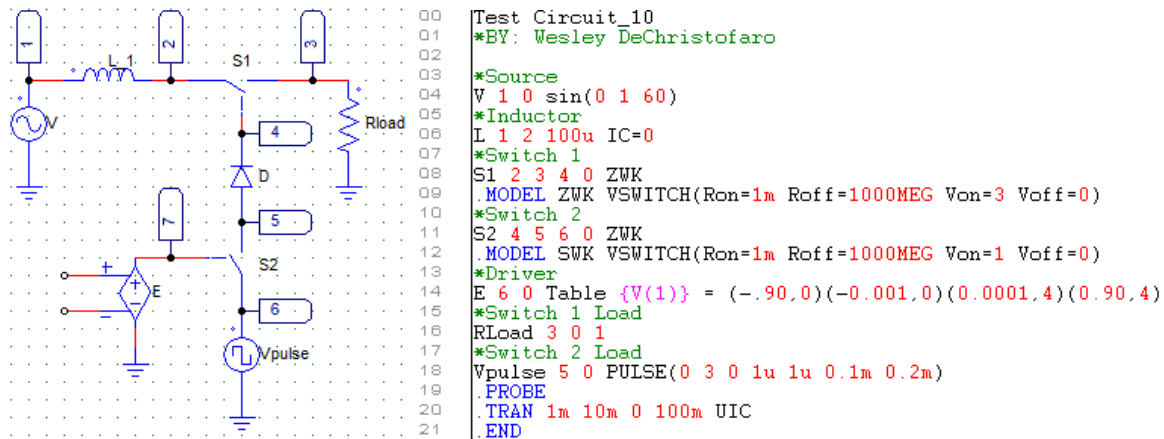 1
2
3
L_1
S1
V
4
Rload
D
7
5
S2
E
6
Vpulse
00 Test Circuit_10
01 *BY: Wesley DeChristofaro
02
03 *Source
04 V 1 0 sin(0 1 60)
05 *Inductor
06 L 1 2 100u IC=0
07 *Switch 1
08 S1 2 3 4 0 ZWK
09 .MODEL ZWK VSWITCH(Ron=1m Roff=1000MEG Von=3 Voff=0)
10 *Switch 2
11 S2 4 5 6 0 ZWK
12 .MODEL SWK VSWITCH(Ron=1m Roff=1000MEG Von=1 Voff=0)
13 *Driver
14 E 6 0 Table {V(1)} = (-.90,0)(-0.001,0)(0.0001,4)(0.90,4)
15 *Switch 1 Load
16 RLoad 3 0 1
17 *Switch 2 Load
18 Vpulse 5 0 PULSE(0 3 0 1u 1u 0.1m 0.2m)
19 .PROBE
20 .TRAN 1m 10m 0 100m UIC
21 .END